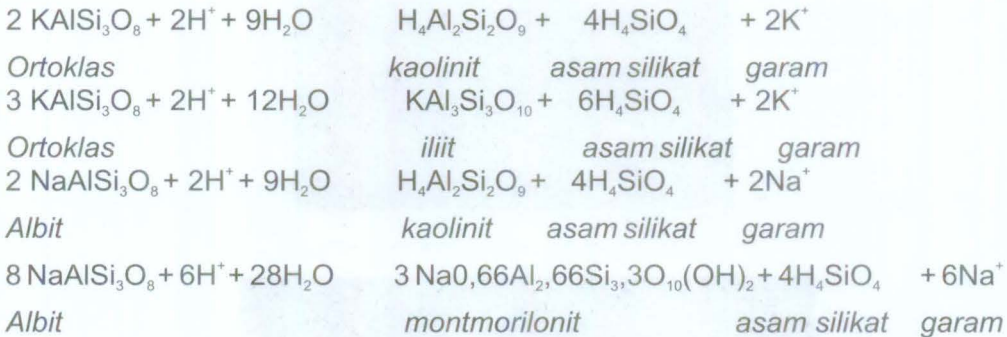 2 KAlSi₃O₈ + 2H⁺ + 9H₂O H₄Al₂Si₂O₉ + 4H₄SiO₄ + 2K⁺
Ortoklas kaolinit asam silikat garam
3 KAlSi₃O₈ + 2H⁺ + 12H₂O KAl₃Si₃O₁₀ + 6H₄SiO₄ + 2K⁺
Ortoklas iliit asam silikat garam
2 NaAlSi₃O₈ + 2H⁺ + 9H₂O H₄Al₂Si₂O₉ + 4H₄SiO₄ + 2Na⁺
Albit kaolinit asam silikat garam
8 NaAlSi₃O₈ + 6H⁺ + 28H₂O 3 Na0,66Al₂,66Si₃,3O₁₀(OH)₂ + 4H₄SiO₄ + 6Na⁺
Albit montmorilonit asam silikat garam